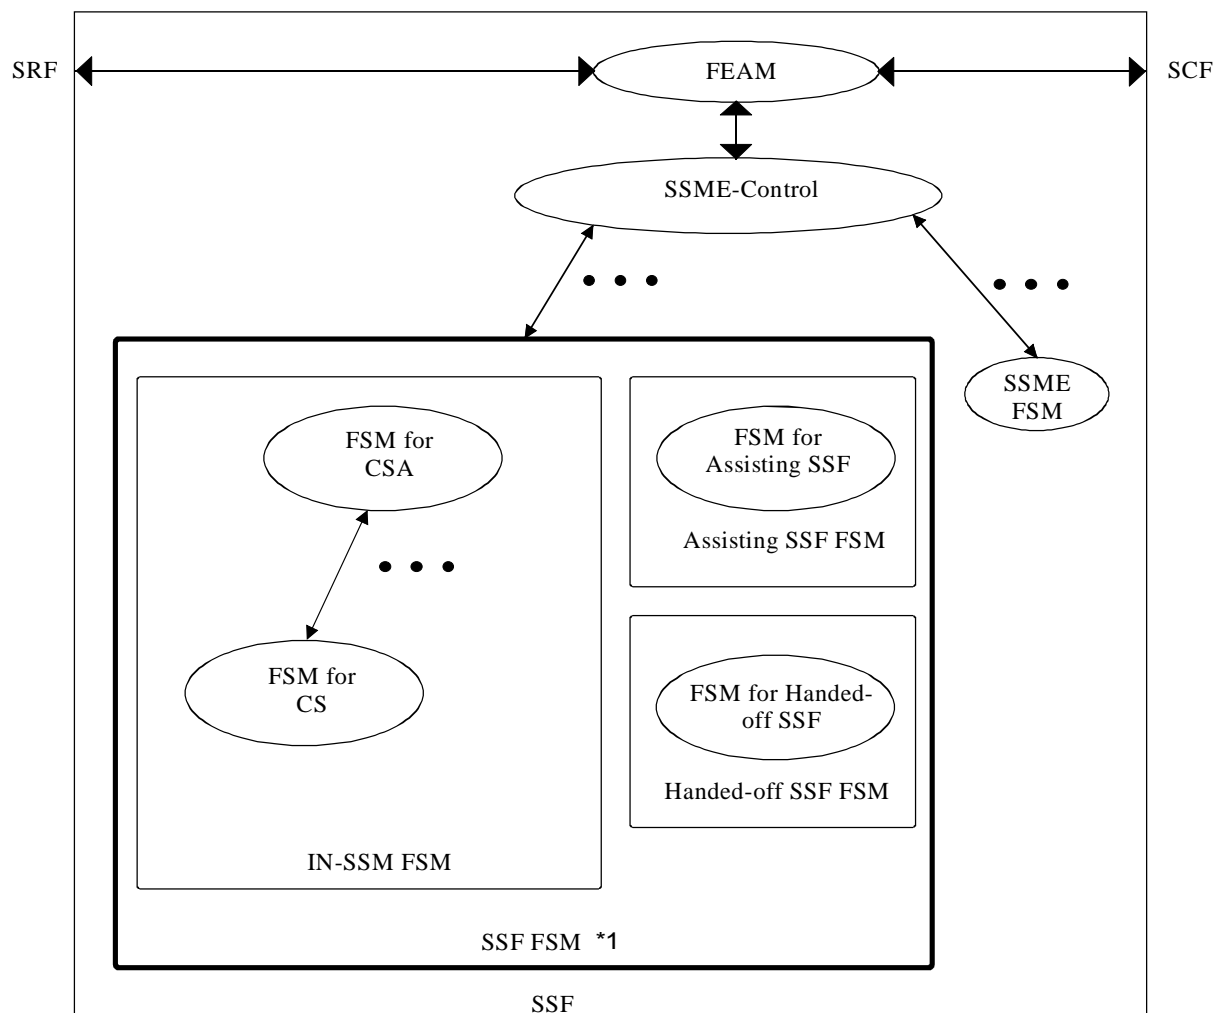 SRF
FEAM
SCF
SSME-Control
SSME
FSM
FSM for
CSA
FSM for
Assisting SSF
Assisting SSF FSM
FSM for
CS
FSM for Handed-
off SSF
Handed-off SSF FSM
IN-SSM FSM
SSF FSM *1
SSF